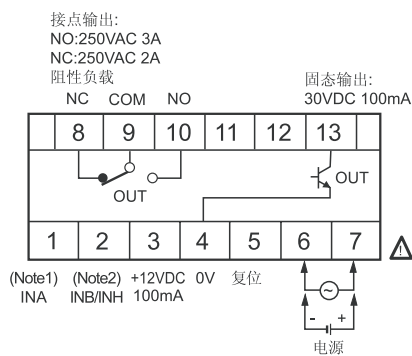 接点输出:
NO:250VAC 3A
NC:250VAC 2A
阻性负载
固态输出:
30VDC 100mA
NC COM NO
8 9 10 11 12 13
OUT
OUT
1 2 3 4 5 6 7
(Note1) (Note2) +12VDC 0V 复位
INA INB/INH 100mA
~
- +
电源